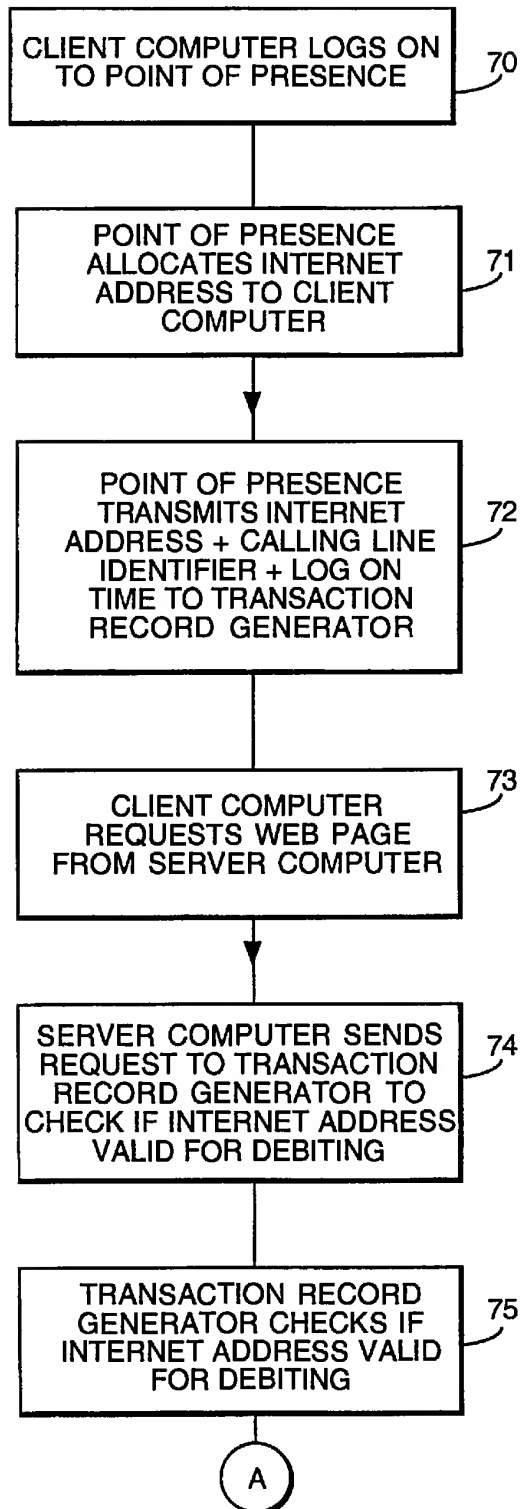 CLIENT COMPUTER LOGS ON
TO POINT OF PRESENCE
70
POINT OF PRESENCE
ALLOCATES INTERNET
ADDRESS TO CLIENT
COMPUTER
71
POINT OF PRESENCE
TRANSMITS INTERNET
ADDRESS + CALLING LINE
IDENTIFIER + LOG ON
TIME TO TRANSACTION
RECORD GENERATOR
72
CLIENT COMPUTER
REQUESTS WEB PAGE
FROM SERVER COMPUTER
73
SERVER COMPUTER SENDS
REQUEST TO TRANSACTION
RECORD GENERATOR TO
CHECK IF INTERNET ADDRESS
VALID FOR DEBITING
74
TRANSACTION RECORD
GENERATOR CHECKS IF
INTERNET ADDRESS VALID
FOR DEBITING
75
A